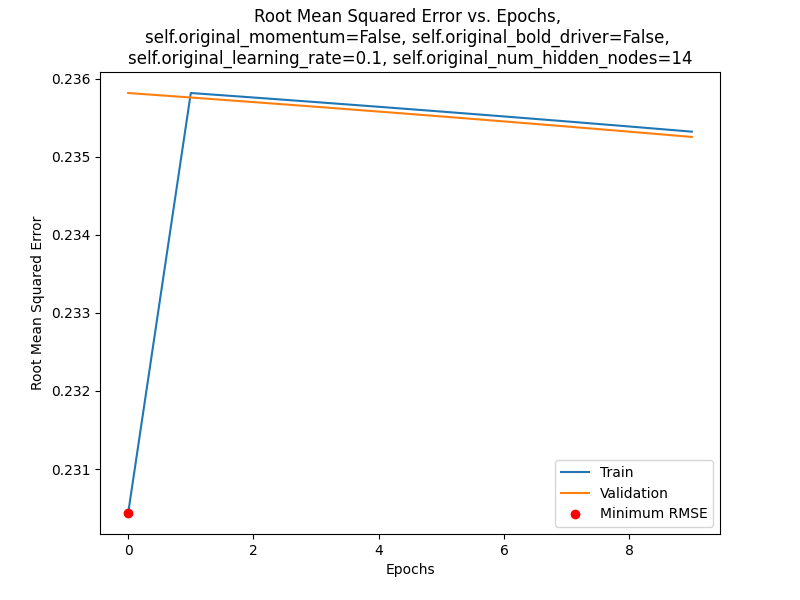 Root Mean Squared Error vs. Epochs,
self.original_momentum=False, self.original_bold_driver=False,
self.original_learning_rate=0.1, self.original_num_hidden_nodes=14
0.236
0.235
0.234
0.233
0.232
0.231
Root Mean Squared Error
Train
Validation
Minimum RMSE
0 2 4 6 8
Epochs